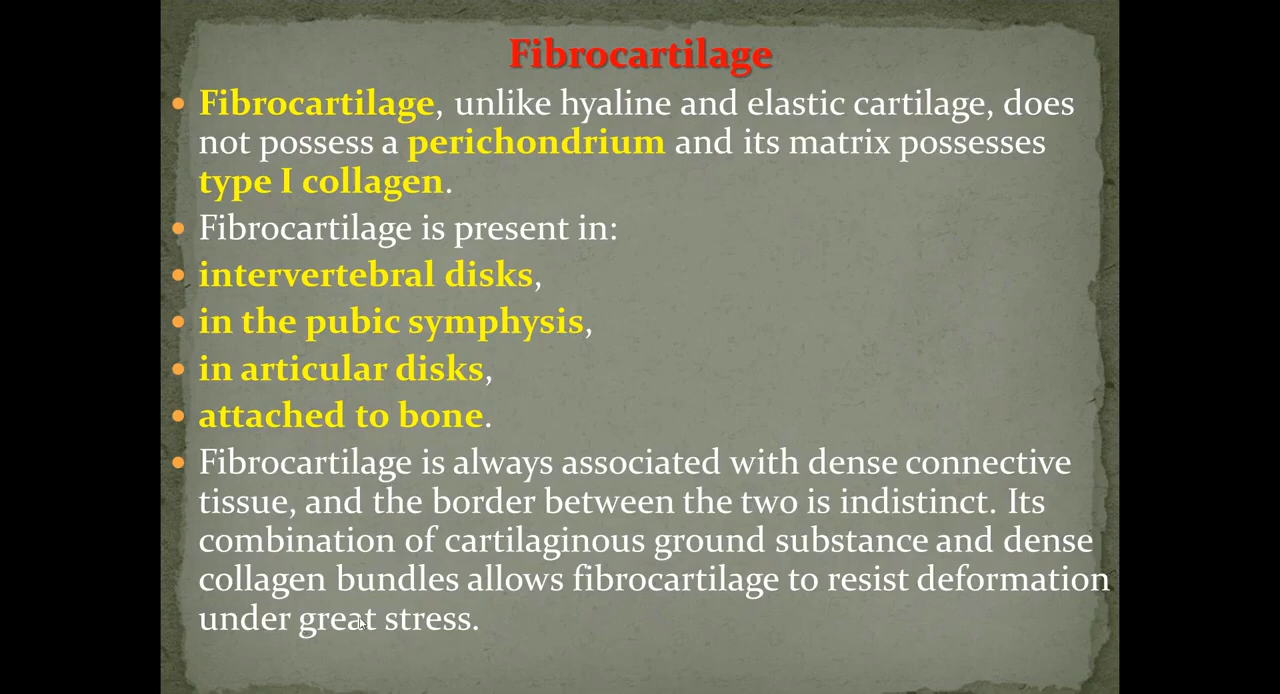 Fibrocartilage
• Fibrocartilage, unlike hyaline and elastic cartilage, does
not possess a perichondrium and its matrix possesses
type I collagen.
• Fibrocartilage is present in:
• intervertebral disks,
• in the pubic symphysis,
• in articular disks,
• attached to bone.
• Fibrocartilage is always associated with dense connective
tissue, and the border between the two is indistinct. Its
combination of cartilaginous ground substance and dense
collagen bundles allows fibrocartilage to resist deformation
under great stress.